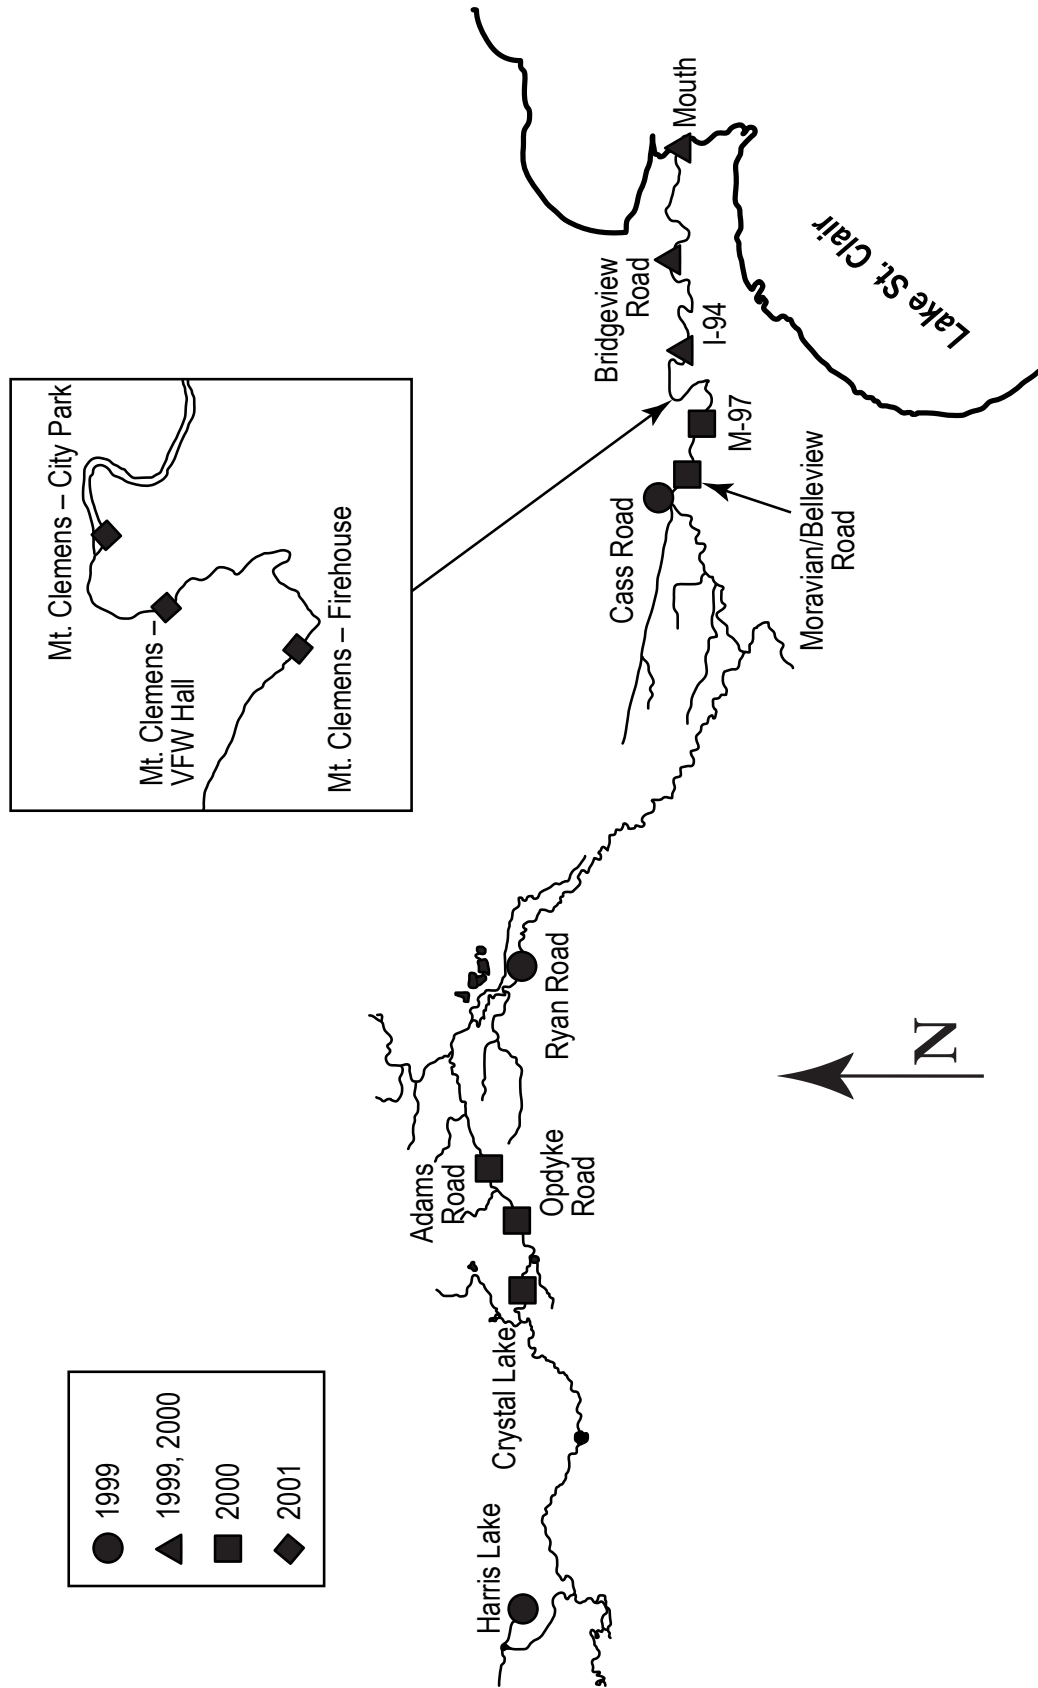 1999
1999, 2000
2000
2001
Mt. Clemens – City Park
Mt. Clemens –
VFW Hall
Mt. Clemens – Firehouse
Harris Lake
Crystal Lake
Adams
Road
Opdyke
Road
Ryan Road
Cass Road
Moravian/Belleview
Road
M-97
Bridgeview
Road
I-94
Mouth
Lake St. Clair
N